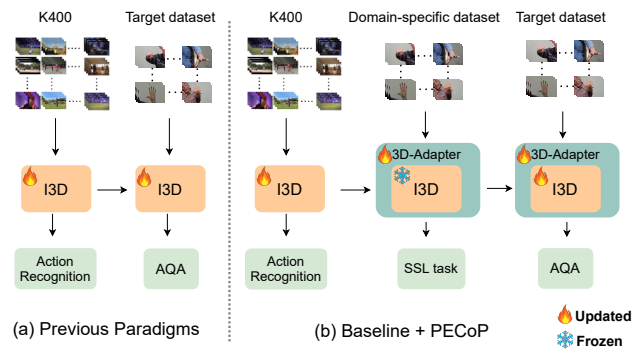 K400
Target dataset
I3D
I3D
Action
Recognition
AQA
(a) Previous Paradigms
K400
Domain-specific dataset
Target dataset
I3D
3D-Adapter
I3D
3D-Adapter
I3D
Action
Recognition
SSL task
AQA
(b) Baseline + PECoP
Updated
Frozen